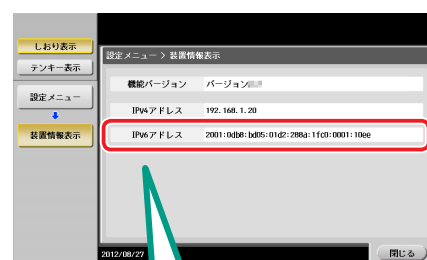 しおり表示
テンキー表示
設定メニュー
装置情報表示
設定メニュー > 装置情報表示
機能バージョン バージョン
IPv4アドレス 192.168.1.20
IPv6アドレス 2001:0db8:bd05:01d2:288a:1fc0:0001:10ee
2012/08/27
閉じる